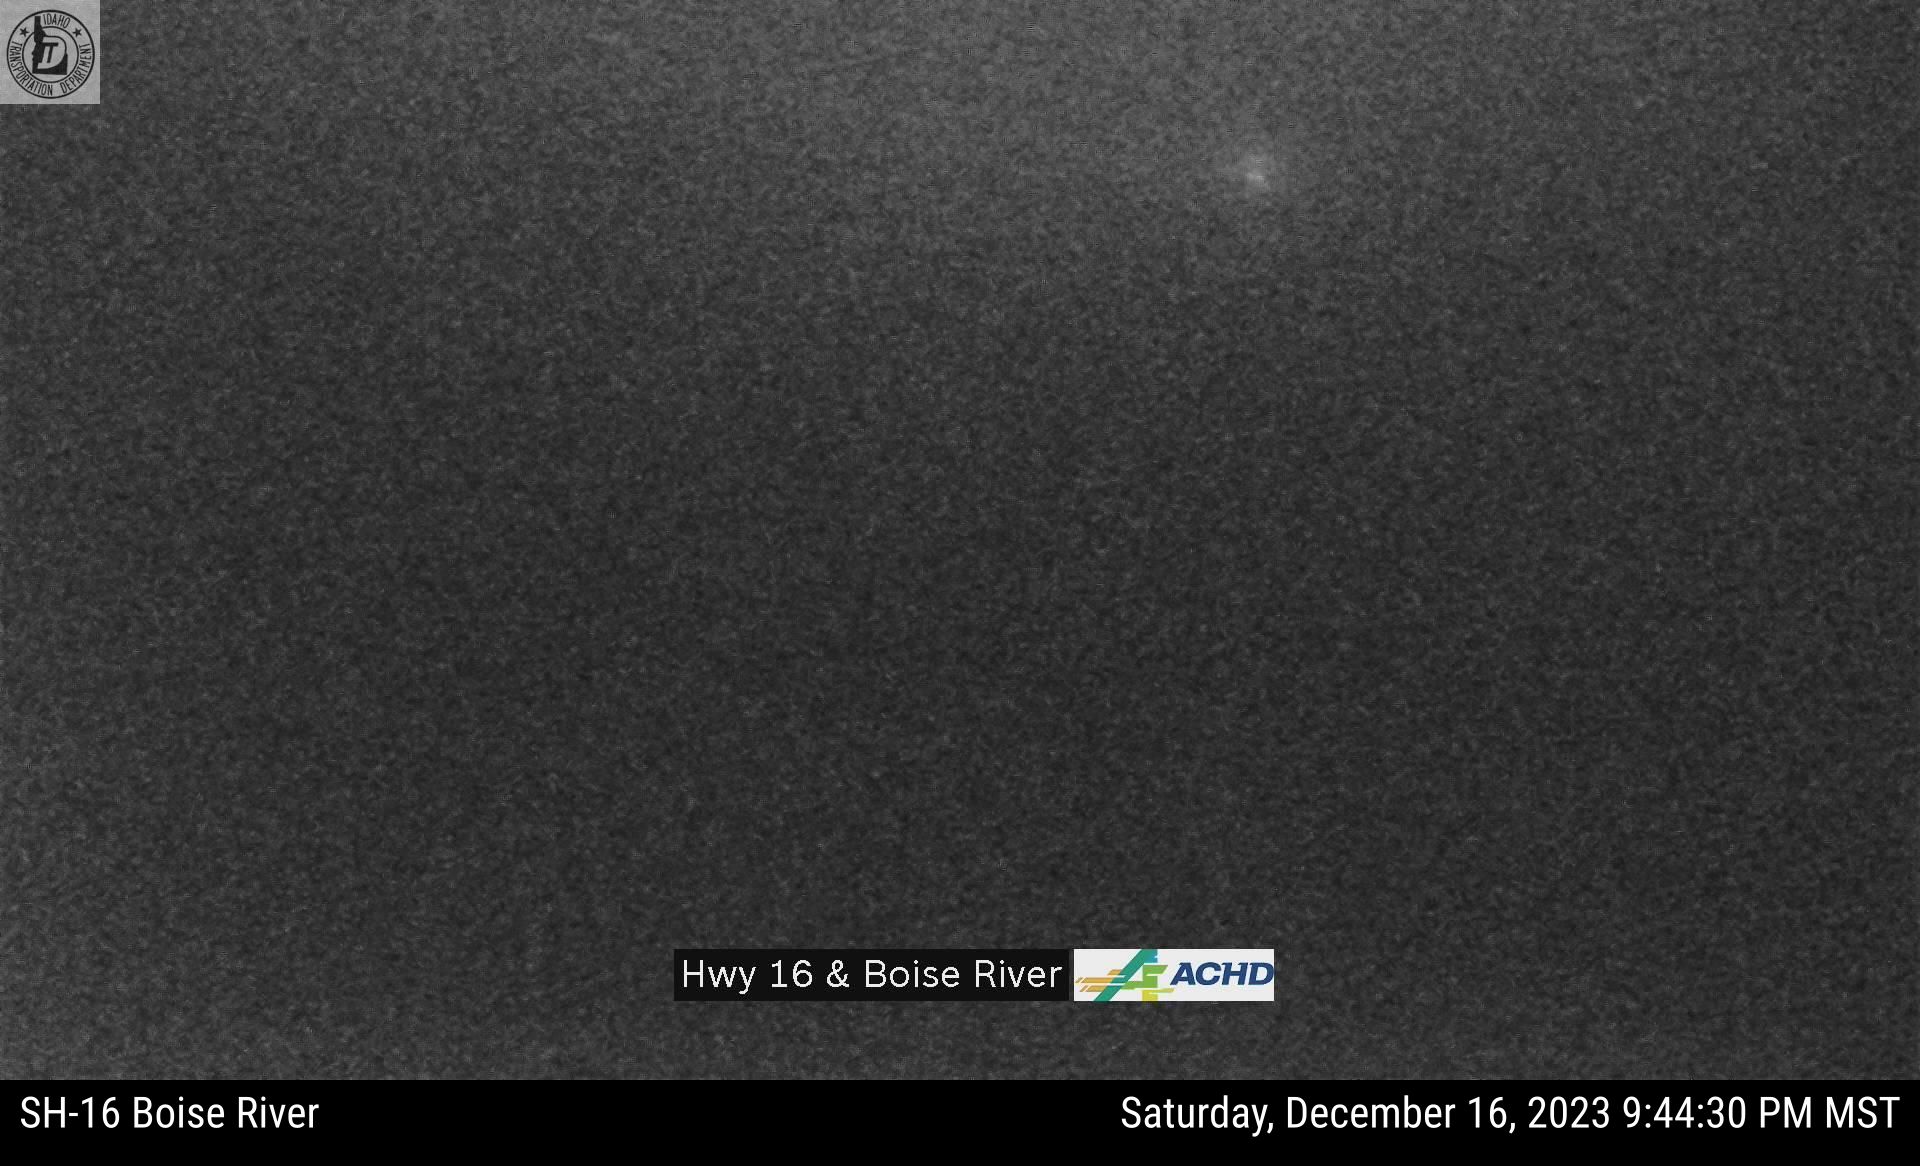 IDAHO
TRANSPORTATION DEPARTMENT
Hwy 16 & Boise River
ACHD
SH-16 Boise River
Saturday, December 16, 2023 9:44:30 PM MST